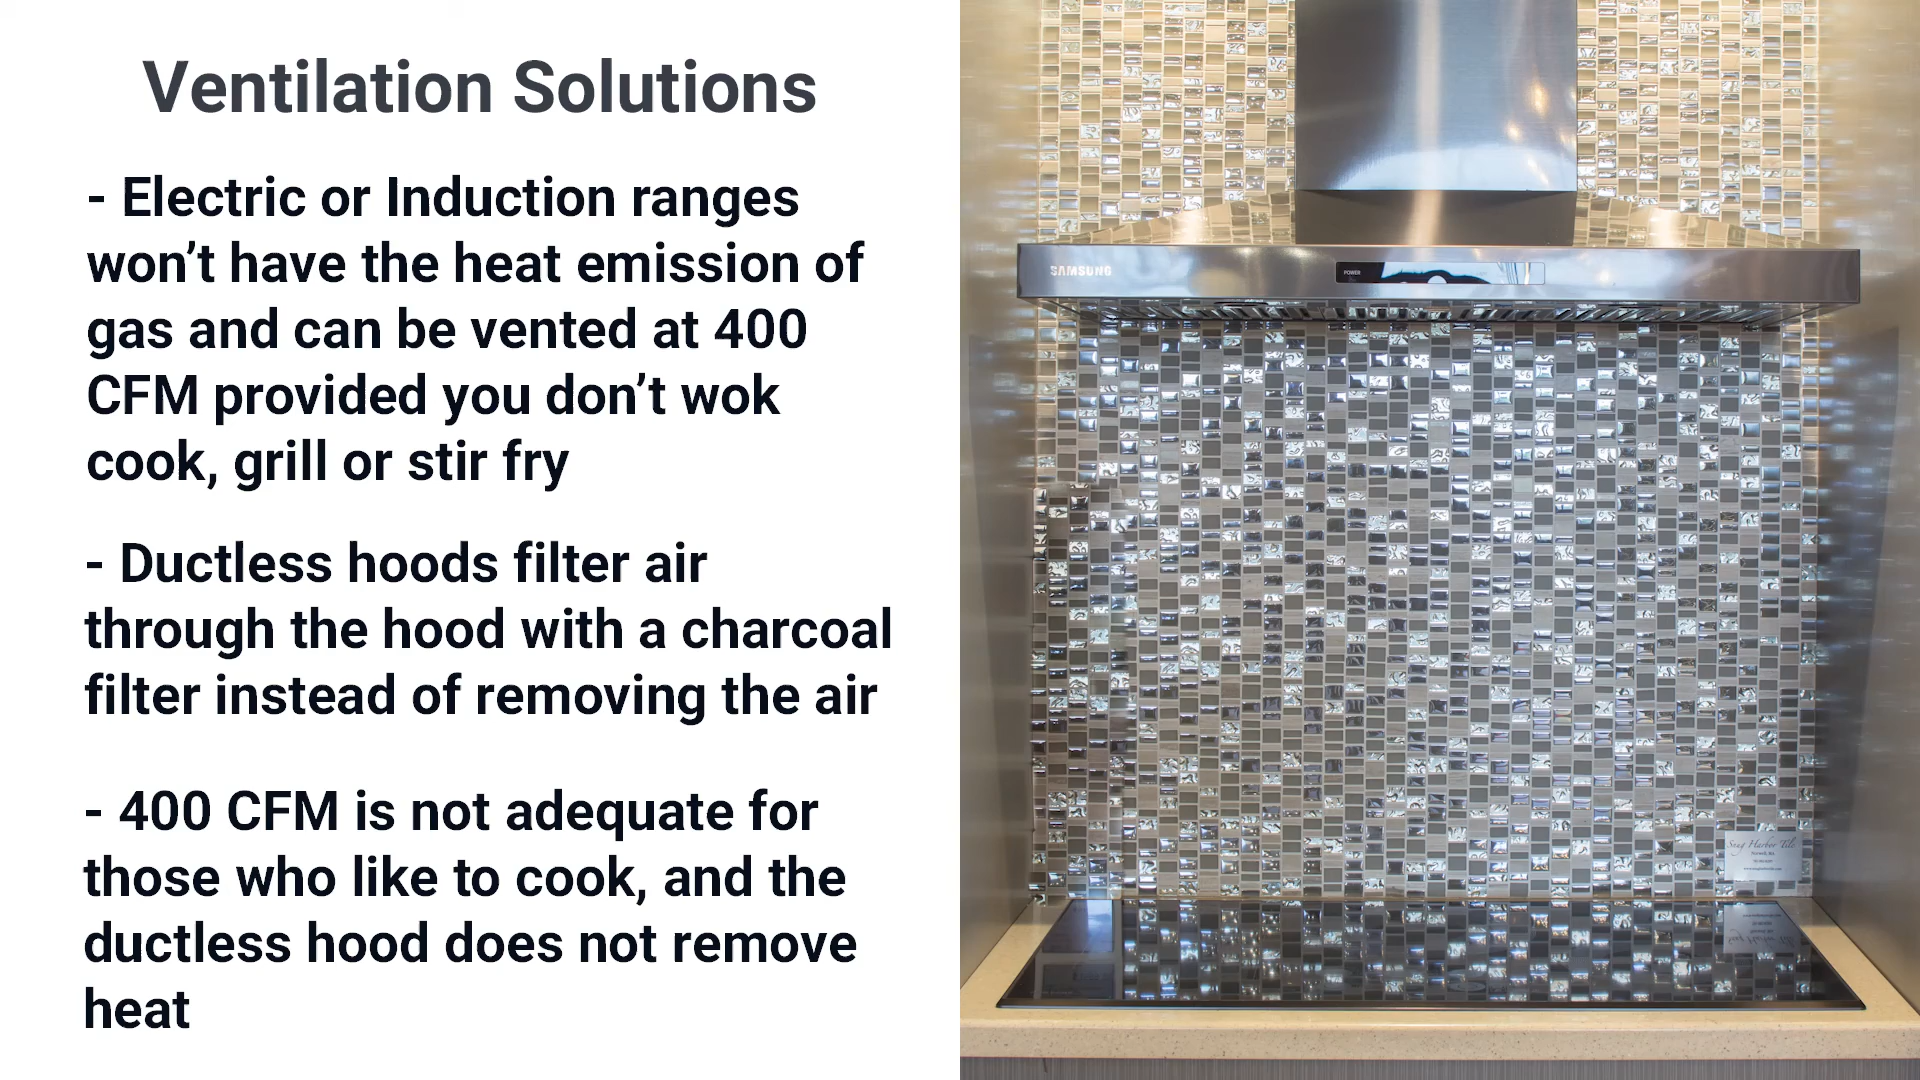 Ventilation Solutions
- Electric or Induction ranges
won’t have the heat emission of
gas and can be vented at 400
CFM provided you don’t wok
cook, grill or stir fry
- Ductless hoods filter air
through the hood with a charcoal
filter instead of removing the air
- 400 CFM is not adequate for
those who like to cook, and the
ductless hood does not remove
heat
SAMSUNG
POWER
Snug Harbor Tile